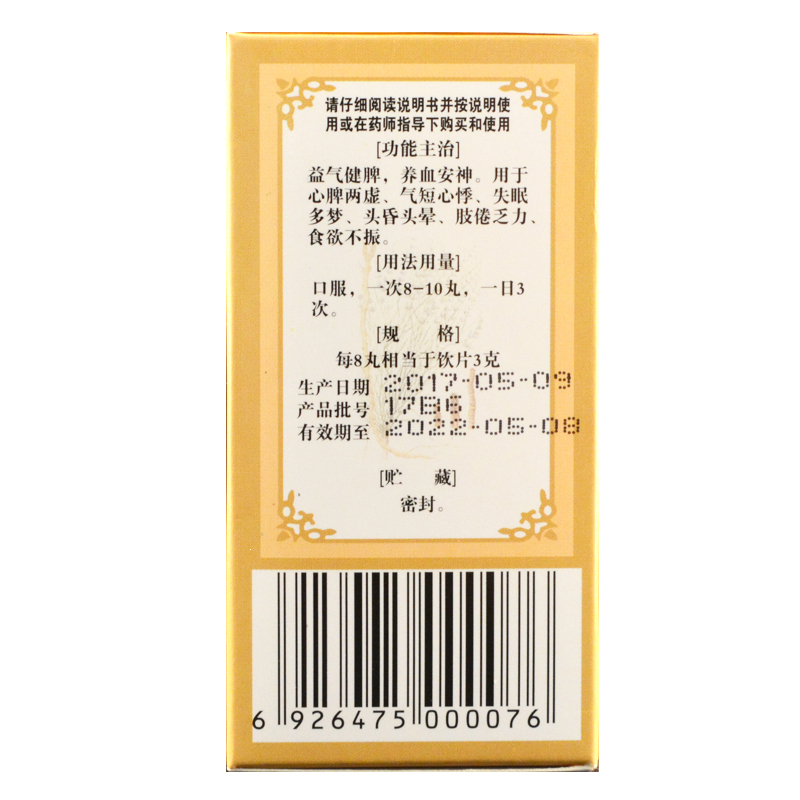 请仔细阅读说明书并按说明使
用或在药师指导下购买和使用
[功能主治]
益气健脾，养血安神。用于
心脾两虚、气短心悸、失眠
多梦、头昏头晕、肢倦乏力、
食欲不振。
[用法用量]
口服，一次8-10丸，一日3
次。
[规 格]
每8丸相当于饮片3克
生产日期 2017-05-09
产品批号 17B6
有效期至 2022-05-08
[贮 藏]
密封。
6 926475 000076